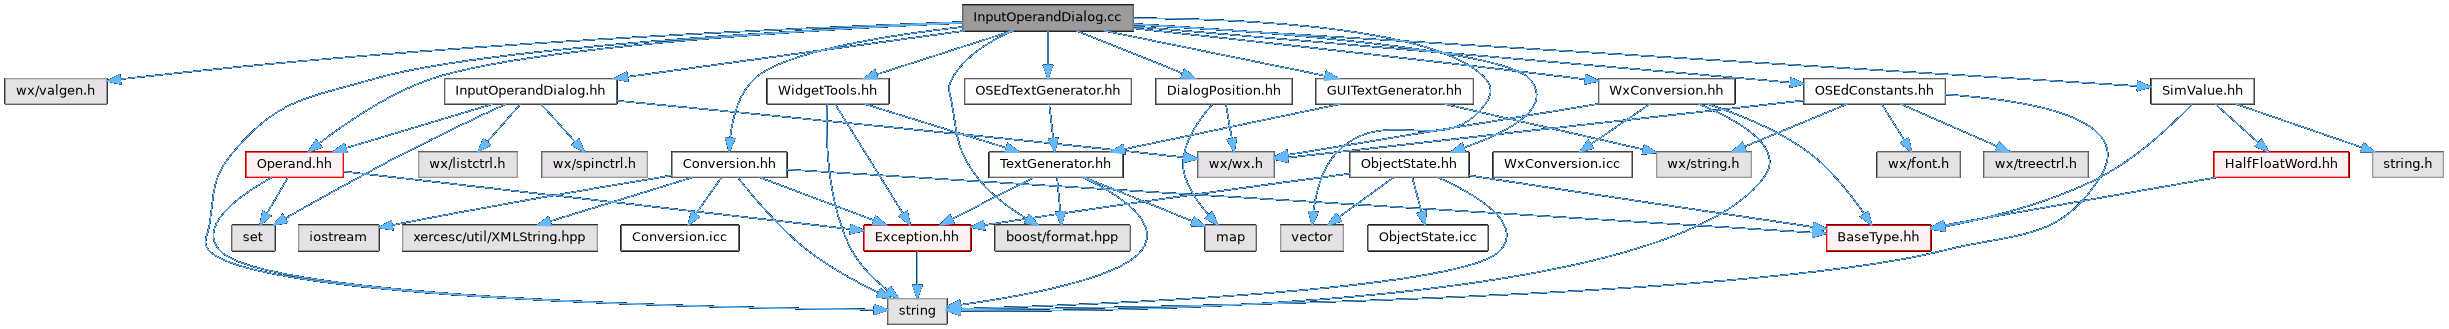 InputOperandDialog.cc
wx/valgen.h
InputOperandDialog.hh
WidgetTools.hh
OSEdTextGenerator.hh
DialogPosition.hh
GUITextGenerator.hh
WxConversion.hh
OSEdConstants.hh
SimValue.hh
Operand.hh
wx/listctrl.h
wx/spinctrl.h
Conversion.hh
TextGenerator.hh
wx/wx.h
ObjectState.hh
WxConversion.icc
wx/string.h
wx/font.h
wx/treectrl.h
HalfFloatWord.hh
string.h
set
iostream
xercesc/util/XMLString.hpp
Conversion.icc
Exception.hh
boost/format.hpp
map
vector
ObjectState.icc
BaseType.hh
string